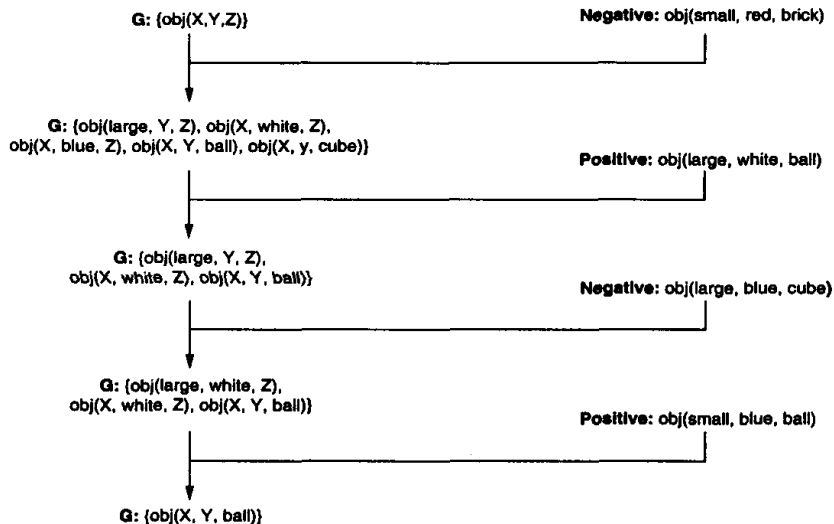 G: {obj(X,Y,Z)}
Negative: obj(small, red, brick)
G: {obj(large, Y, Z), obj(X, white, Z),
obj(X, blue, Z), obj(X, Y, ball), obj(X, y, cube)}
Positive: obj(large, white, ball)
G: {obj(large, Y, Z),
obj(X, white, Z), obj(X, Y, ball)}
Negative: obj(large, blue, cube)
G: {obj(large, white, Z),
obj(X, white, Z), obj(X, Y, ball)}
Positive: obj(small, blue, ball)
G: {obj(X, Y, ball)}